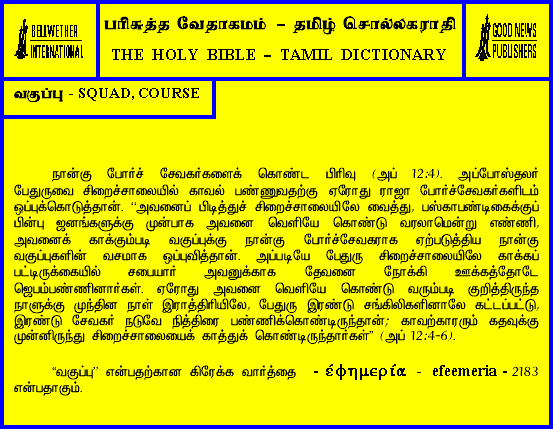 BELLWETHER
INTERNATIONAL
பரிசுத்த வேதாகமம் – தமிழ் சொல்லகராதி
THE HOLY BIBLE – TAMIL DICTIONARY
GOOD NEWS
PUBLISHERS
வகுப்பு - SQUAD, COURSE
நான்கு போர்ச் சேவகர்களைக் கொண்ட பிரிவு (அப் 12:4). அப்போஸ்தலர்
பேதுருவை சிறைச்சாலையில் காவல் பண்ணுவதற்கு ஏரோது ராஜா போர்ச்சேவகர்களிடம்
ஒப்புக்கொடுத்தான். “அவனைப் பிடித்துச் சிறைச்சாலையிலே வைத்து, பஸ்காபண்டிகைக்குப்
பின்பு ஜனங்களுக்கு முன்பாக அவனை வெளியே கொண்டு வரலாமென்று எண்ணி,
அவனைக் காக்கும்படி வகுப்புக்கு நான்கு போர்ச்சேவகராக ஏற்படுத்திய நான்கு
வகுப்புகளின் வசமாக ஒப்புவித்தான். அப்படியே பேதுரு சிறைச்சாலையிலே காக்கப்
பட்டிருக்கையில் சபையார் அவனுக்காக தேவனை நோக்கி ஊக்கத்தோடே
ஜெபம்பண்ணினார்கள். ஏரோது அவனை வெளியே கொண்டு வரும்படி குறித்திருந்த
நாளுக்கு முந்தின நாள் இராத்திரியிலே, பேதுரு இரண்டு சங்கிலிகளினாலே கட்டப்பட்டு,
இரண்டு சேவகர் நடுவே நித்திரை பண்ணிக்கொண்டிருந்தான்; காவற்காரரும் கதவுக்கு
முன்னிருந்து சிறைச்சாலையைக் காத்துக் கொண்டிருந்தார்கள்” (அப் 12:4-6).
“வகுப்பு” என்பதற்கான கிரேக்க வார்த்தை - έφημερία - efeemeria - 2183
என்பதாகும்.